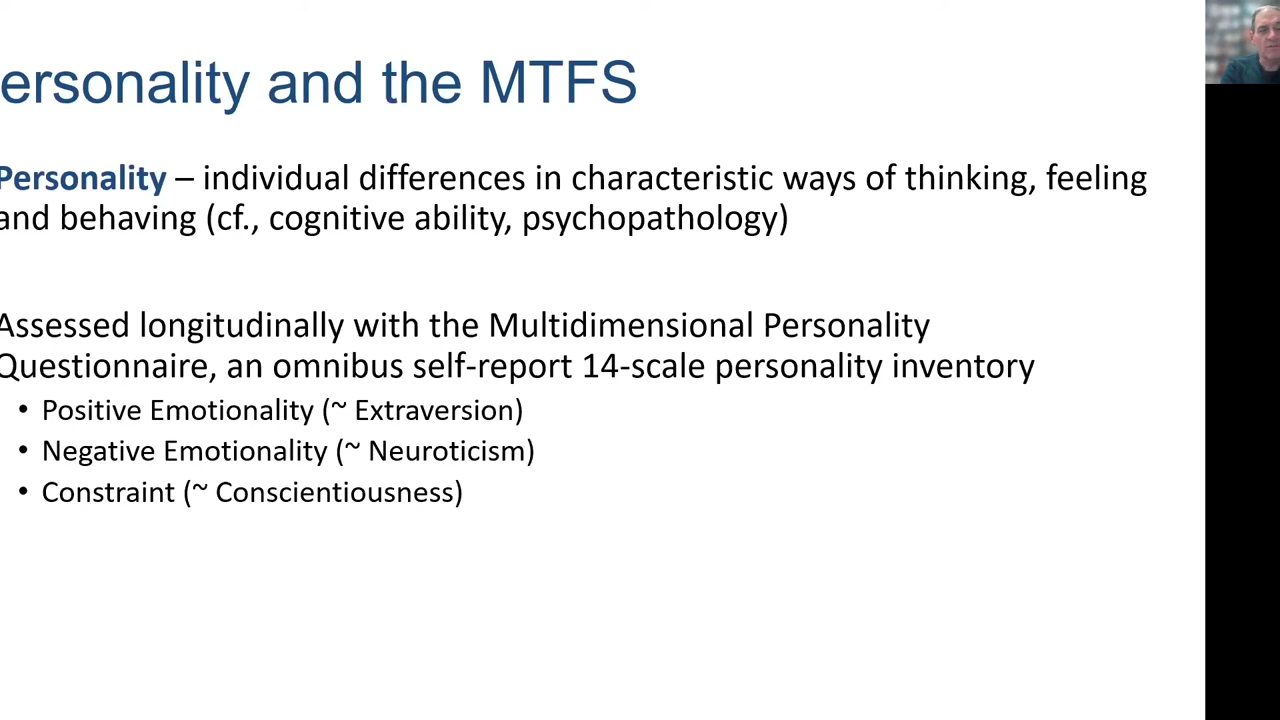 ersonality and the MTFS
Personality – individual differences in characteristic ways of thinking, feeling
and behaving (cf., cognitive ability, psychopathology)
Assessed longitudinally with the Multidimensional Personality
Questionnaire, an omnibus self-report 14-scale personality inventory
• Positive Emotionality (~ Extraversion)
• Negative Emotionality (~ Neuroticism)
• Constraint (~ Conscientiousness)